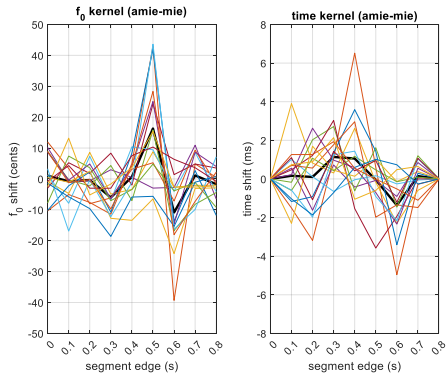 f0 kernel (amie-mie)
50
40
30
20
10
0
-10
-20
-30
-40
-50
f0 shift (cents)
0 0.1 0.2 0.3 0.4 0.5 0.6 0.7 0.8
segment edge (s)
time kernel (amie-mie)
8
6
4
2
0
-2
-4
-6
-8
time shift (ms)
0 0.1 0.2 0.3 0.4 0.5 0.6 0.7 0.8
segment edge (s)